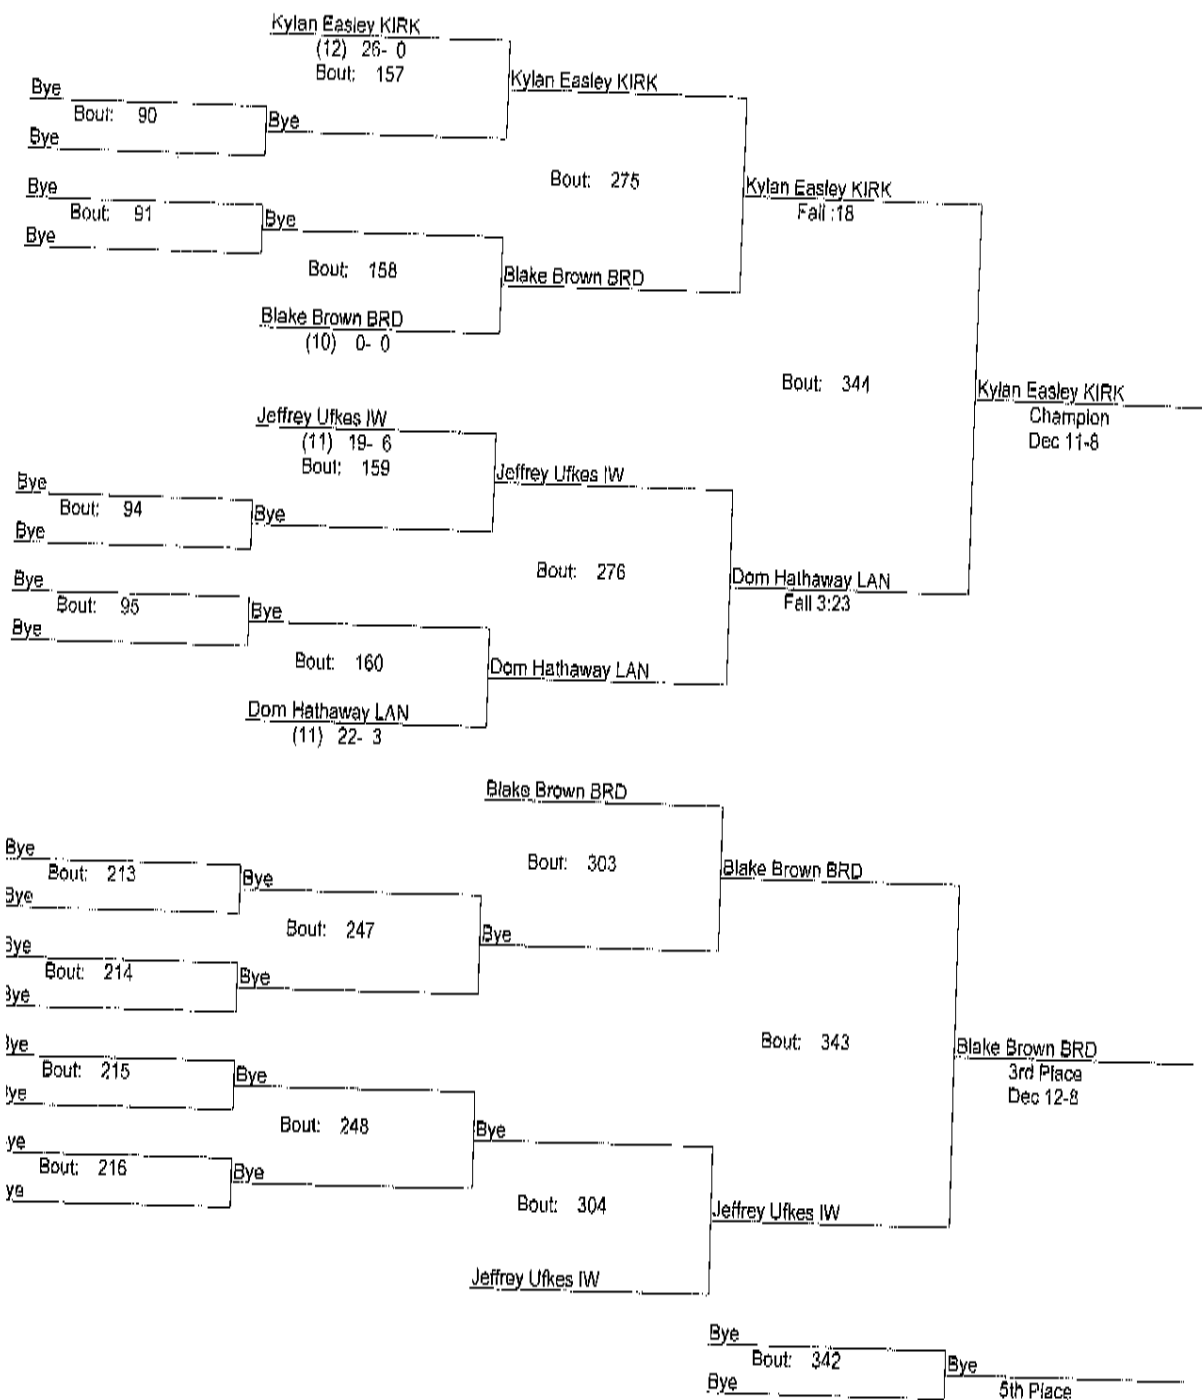 Kylan Easley KIRK
(12) 26- 0
Bout: 157
Kylan Easley KIRK
Bye
Bout: 90
Bye
Bye
Bout: 275
Kylan Easley KIRK
Fall :18
Bye
Bout: 91
Bye
Bye
Bout: 158
Blake Brown BRD
Blake Brown BRD
(10) 0- 0
Bout: 344
Kylan Easley KIRK
Champion
Dec 11-8
Jeffrey Ufkes IW
(11) 19- 6
Bout: 159
Jeffrey Ufkes IW
Bye
Bout: 94
Bye
Bye
Bout: 276
Dom Hathaway LAN
Fall 3:23
Bye
Bout: 95
Bye
Bye
Bout: 160
Dom Hathaway LAN
Dom Hathaway LAN
(11) 22- 3
Blake Brown BRD
Bout: 303
Blake Brown BRD
Bye
Bout: 213
Bye
Bye
Bout: 247
Bye
Bye
Bout: 214
Bye
Bye
Bout: 343
Blake Brown BRD
3rd Place
Dec 12-8
Bye
Bout: 215
Bye
Bye
Bout: 248
Bye
ye
Bout: 216
Bye
ye
Bout: 304
Jeffrey Ufkes IW
Jeffrey Ufkes IW
Bye
Bout: 342
Bye
Bye
5th Place